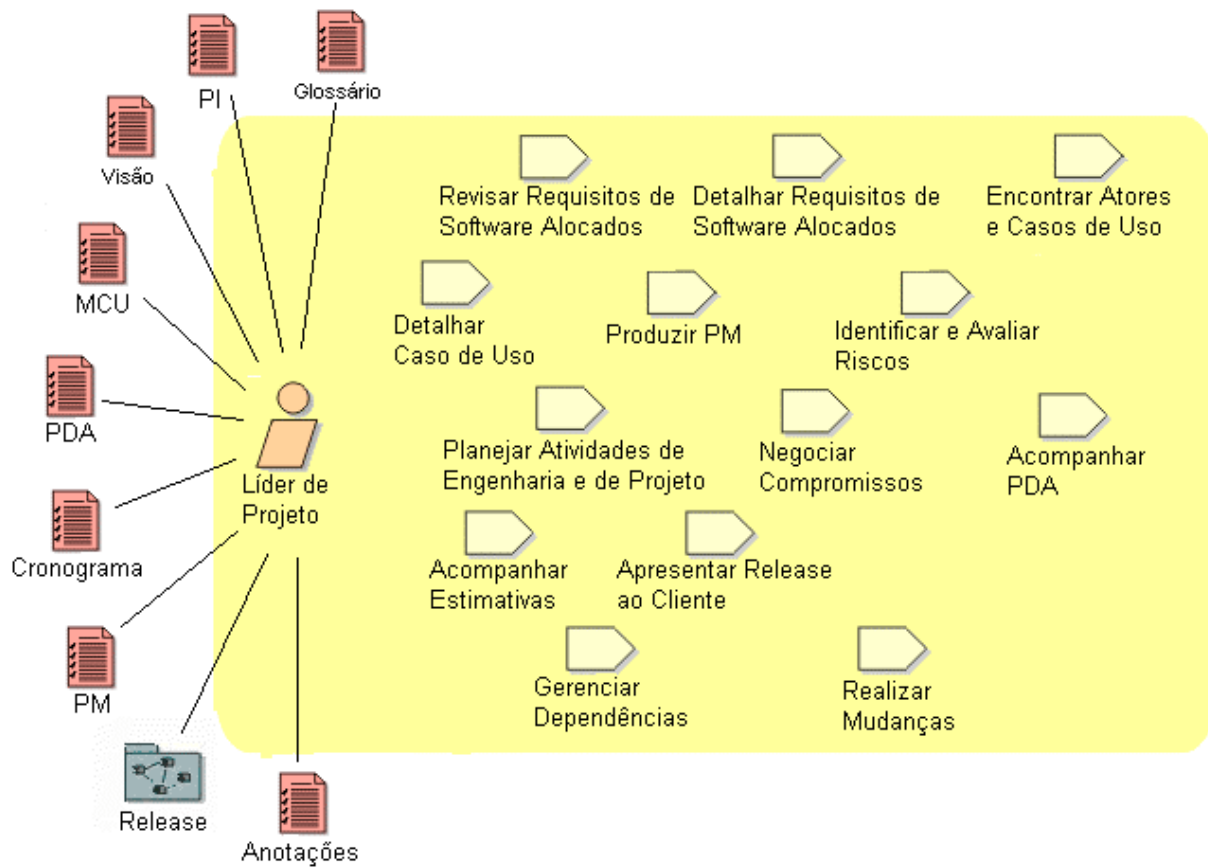 PI
Glossário
Visão
MCU
PDA
Cronograma
PM
Release
Anotações
Líder de
Projeto
Revisar Requisitos de
Software Alocados
Detalhar Requisitos de
Software Alocados
Encontrar Atores
e Casos de Uso
Detalhar
Caso de Uso
Produzir PM
Identificar e Avaliar
Riscos
Planejar Atividades de
Engenharia e de Projeto
Negociar
Compromissos
Acompanhar
PDA
Acompanhar
Estimativas
Apresentar Release
ao Cliente
Gerenciar
Dependências
Realizar
Mudanças